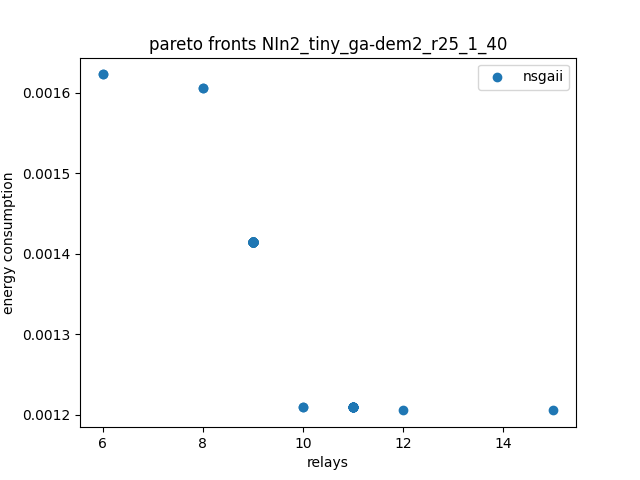 pareto fronts NIn2_tiny_ga-dem2_r25_1_40
nsgaii
0.0016
0.0015
0.0014
0.0013
0.0012
energy consumption
6 8 10 12 14
relays